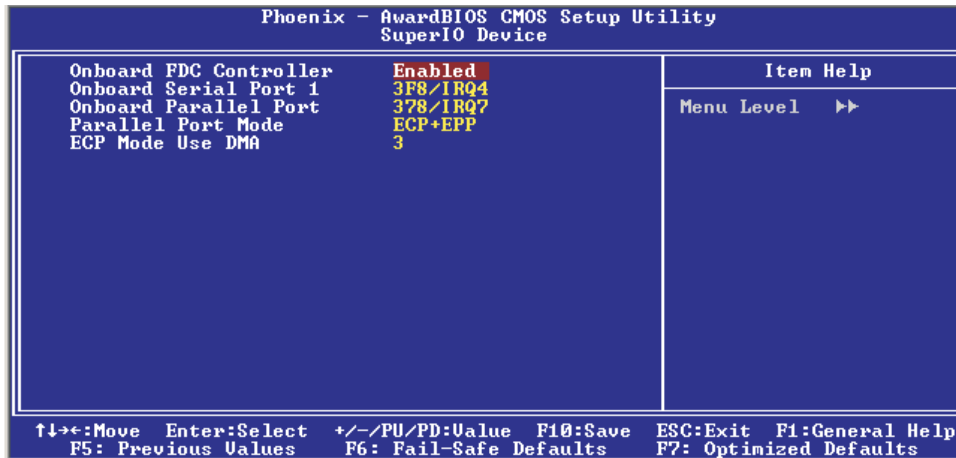 Phoenix - AwardBIOS CMOS Setup Utility
SuperIO Device
Onboard FDC Controller Enabled
Onboard Serial Port 1 3F8/IRQ4
Onboard Parallel Port 378/IRQ7
Parallel Port Mode ECP+EPP
ECP Mode Use DMA 3
Item Help
Menu Level ▶▶
↑↓→←:Move Enter:Select +/-/PU/PD:Value F10:Save ESC:Exit F1:General Help
F5: Previous Values F6: Fail-Safe Defaults F7: Optimized Defaults